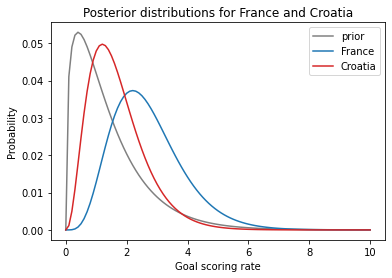 Posterior distributions for France and Croatia
prior
France
Croatia
Probability
0.05
0.04
0.03
0.02
0.01
0.00
0 2 4 6 8 10
Goal scoring rate